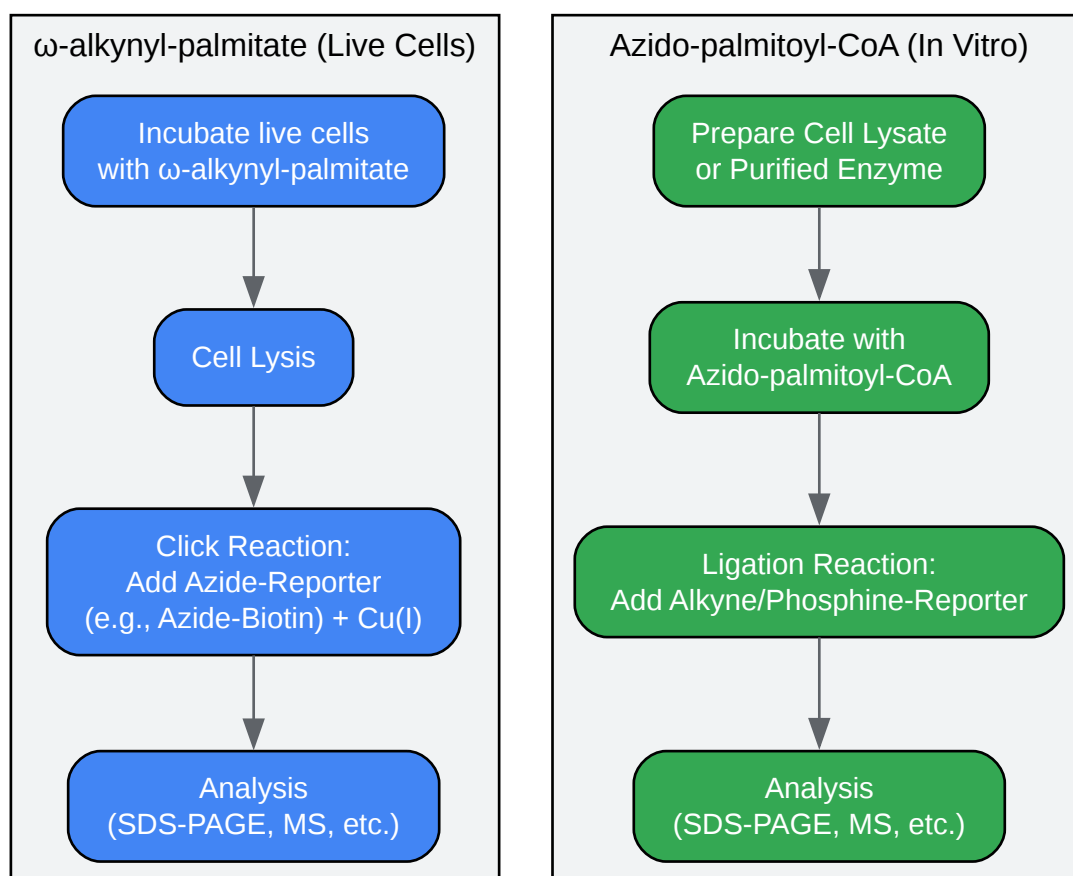 ω-alkynyl-palmitate (Live Cells)
Incubate live cells
with ω-alkynyl-palmitate
Cell Lysis
Click Reaction:
Add Azide-Reporter
(e.g., Azide-Biotin) + Cu(I)
Analysis
(SDS-PAGE, MS, etc.)
Azido-palmitoyl-CoA (In Vitro)
Prepare Cell Lysate
or Purified Enzyme
Incubate with
Azido-palmitoyl-CoA
Ligation Reaction:
Add Alkyne/Phosphine-Reporter
Analysis
(SDS-PAGE, MS, etc.)